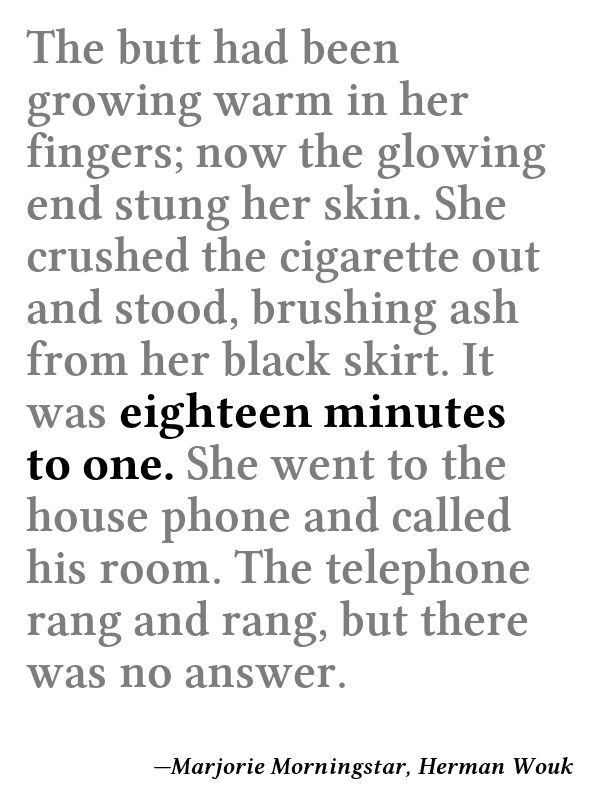 The butt had been
growing warm in her
fingers; now the glowing
end stung her skin. She
crushed the cigarette out
and stood, brushing ash
from her black skirt. It
was eighteen minutes
to one. She went to the
house phone and called
his room. The telephone
rang and rang, but there
was no answer.
—Marjorie Morningstar, Herman Wouk